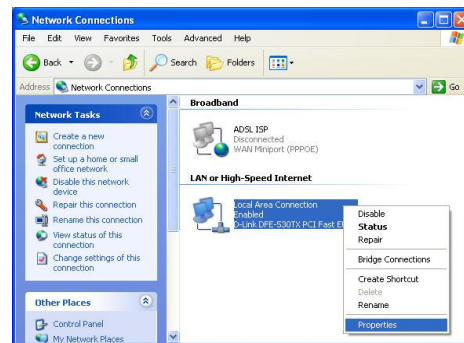 Network Connections
File Edit View Favorites Tools Advanced Help
Back Search Folders
Address Network Connections Go
Network Tasks
Create a new
connection
Set up a home or small
office network
Disable this network
device
Repair this connection
Rename this connection
View status of this
connection
Change settings of this
connection
Other Places
Control Panel
My Network Places
Broadband
ADSL ISP
Disconnected
WAN Miniport (PPPOE)
LAN or High-Speed Internet
Local Area Connection
Enabled
D-Link DFE-530TX PCI Fast
Disable
Status
Repair
Bridge Connections
Create Shortcut
Delete
Rename
Properties